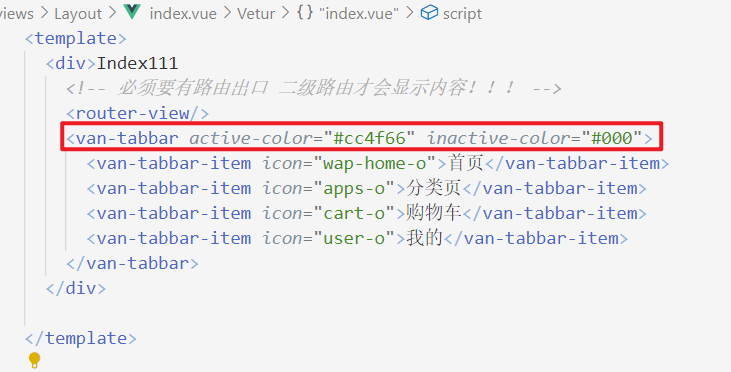 views > Layout > index.vue > Vetur > {} "index.vue" > script
<template>
<div>Index111
<!-- 必须要有路由出口 二级路由才会显示内容！！！ -->
<router-view/>
<van-tabbar active-color="#cc4f66" inactive-color="#000">
<van-tabbar-item icon="wap-home-o">首页</van-tabbar-item>
<van-tabbar-item icon="apps-o">分类页</van-tabbar-item>
<van-tabbar-item icon="cart-o">购物车</van-tabbar-item>
<van-tabbar-item icon="user-o">我的</van-tabbar-item>
</van-tabbar>
</div>
</template>